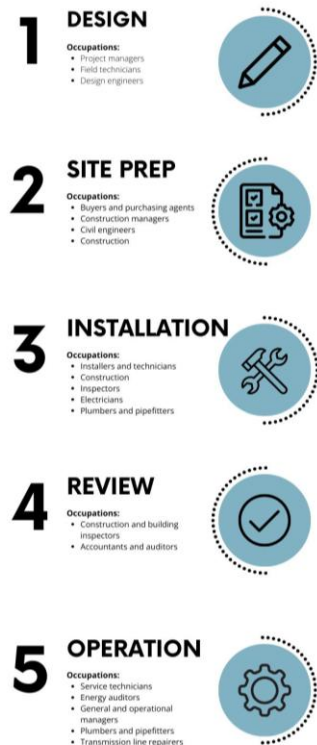 1 DESIGN
Occupations:
• Project managers
• Field technicians
• Design engineers
2 SITE PREP
Occupations:
• Buyers and purchasing agents
• Construction managers
• Civil engineers
• Construction
3 INSTALLATION
Occupations:
• Installers and technicians
• Construction
• Inspectors
• Electricians
• Plumbers and pipefitters
4 REVIEW
Occupations:
• Construction and building
inspectors
• Accountants and auditors
5 OPERATION
Occupations:
• Service technicians
• Energy auditors
• General and operational
managers
• Plumbers and pipefitters
• Transmission line repairers